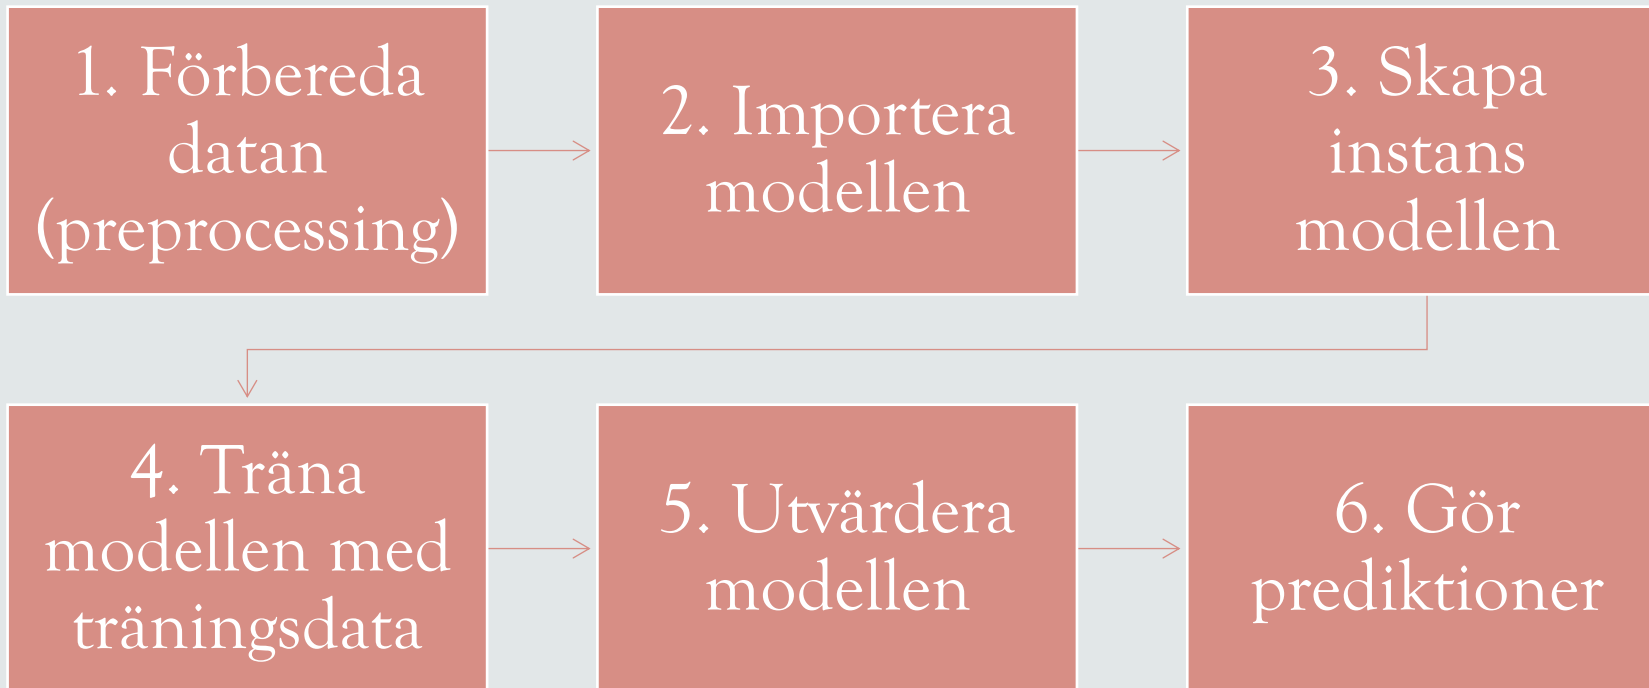 1. Förbereda
datan
(preprocessing)
2. Importera
modellen
3. Skapa
instans
modellen
4. Träna
modellen med
träningsdata
5. Utvärdera
modellen
6. Gör
prediktioner